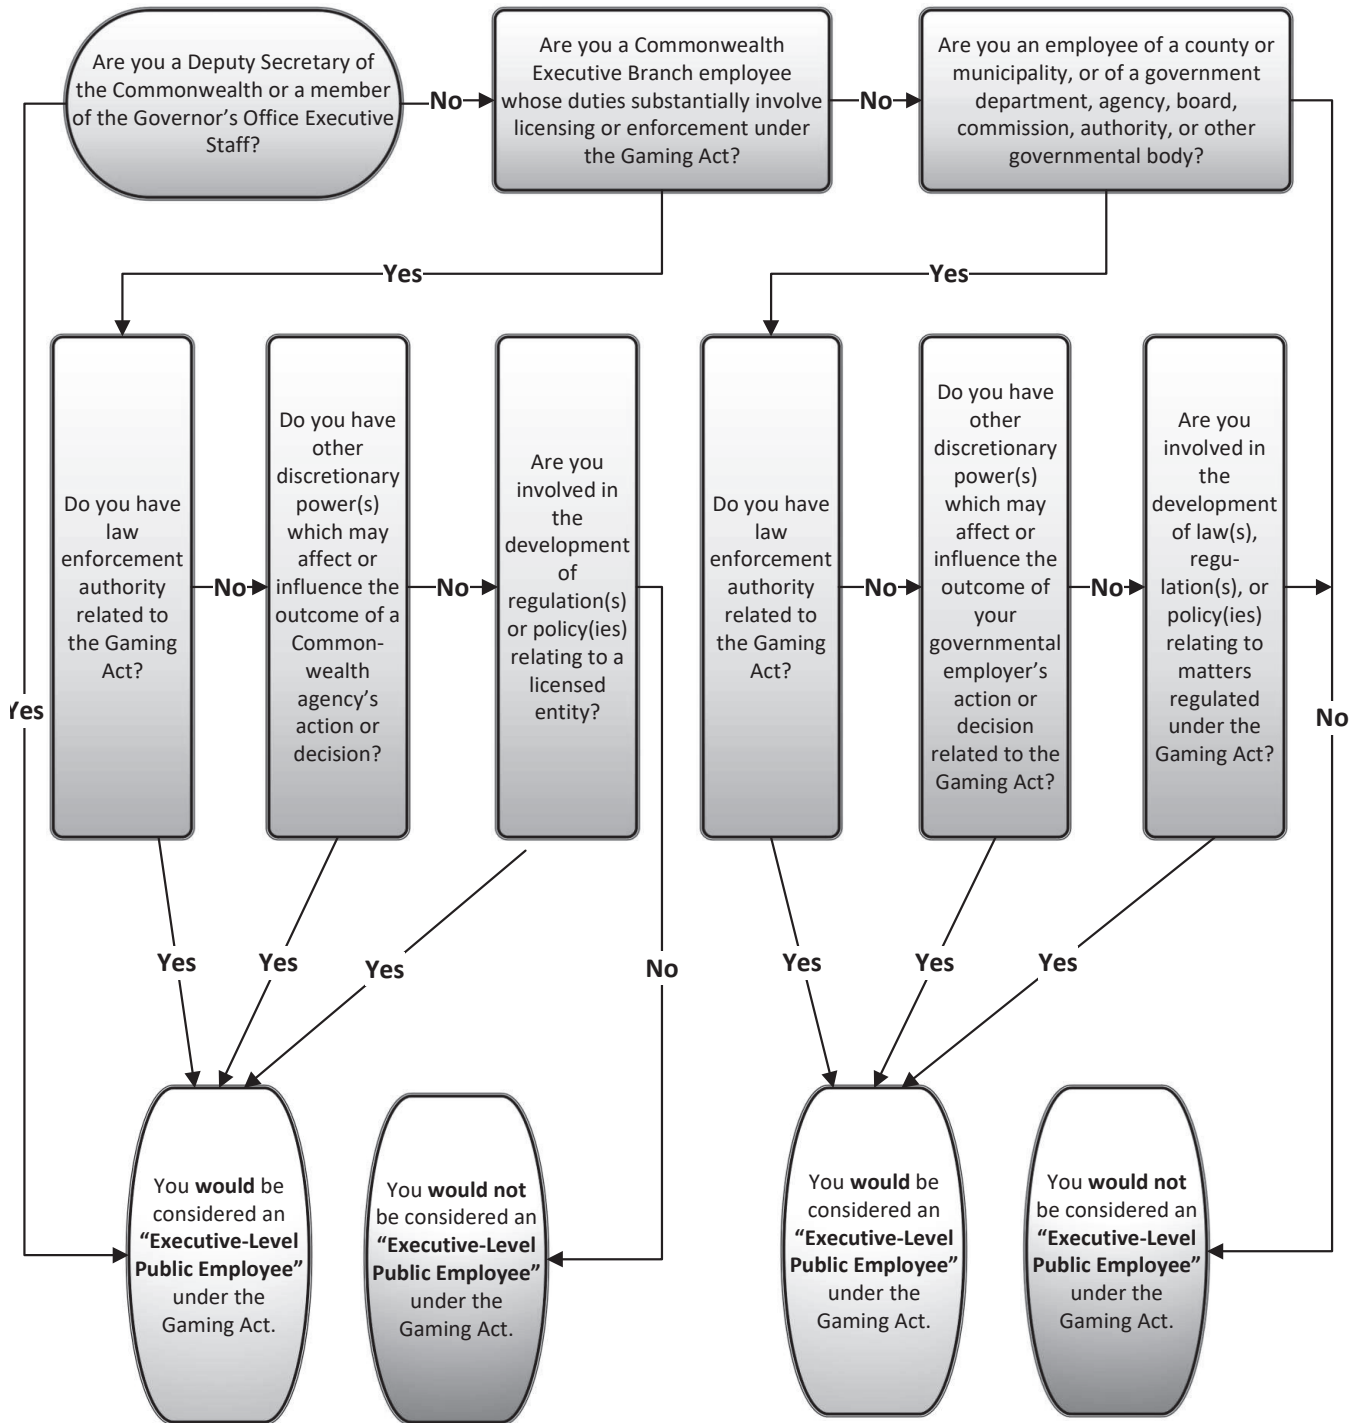 Are you a Deputy Secretary of
the Commonwealth or a member
of the Governor’s Office Executive
Staff?
No
Are you a Commonwealth
Executive Branch employee
whose duties substantially involve
licensing or enforcement under
the Gaming Act?
No
Are you an employee of a county or
municipality, or of a government
department, agency, board,
commission, authority, or other
governmental body?
Yes
Yes
Do you have
law
enforcement
authority
related to
the Gaming
Act?
No
Do you have
other
discretionary
power(s)
which may
affect or
influence the
outcome of a
Common-
wealth
agency’s
action or
decision?
No
Are you
involved in
the
development
of
regulation(s)
or policy(ies)
relating to a
licensed
entity?
Do you have
law
enforcement
authority
related to
the Gaming
Act?
No
Do you have
other
discretionary
power(s)
which may
affect or
influence the
outcome of
your
governmental
employer’s
action or
decision
related to the
Gaming Act?
No
Are you
involved in
the
development
of law(s),
regu-
lation(s), or
policy(ies)
relating to
matters
regulated
under the
Gaming Act?
Yes
No
Yes
Yes
Yes
No
Yes
Yes
Yes
You would be
considered an
“Executive-Level
Public Employee”
under the
Gaming Act.
You would not
be considered an
“Executive-Level
Public Employee”
under the
Gaming Act.
You would be
considered an
“Executive-Level
Public Employee”
under the
Gaming Act.
You would not
be considered an
“Executive-Level
Public Employee”
under the
Gaming Act.